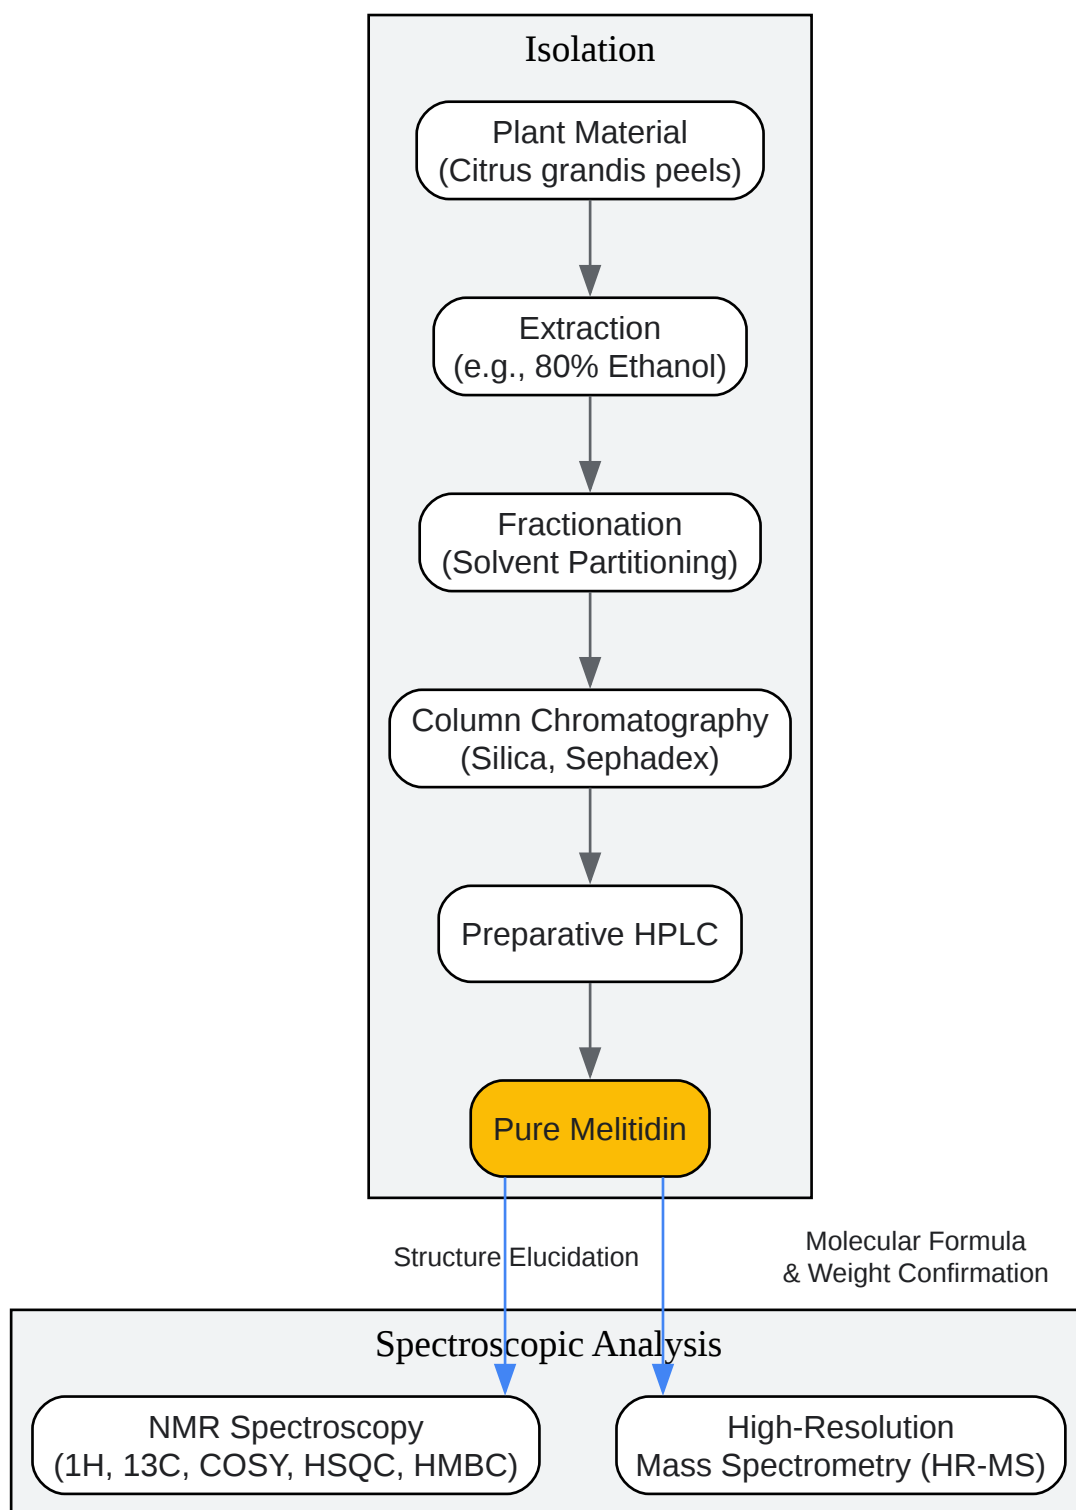 Isolation
Plant Material
(Citrus grandis peels)
Extraction
(e.g., 80% Ethanol)
Fractionation
(Solvent Partitioning)
Column Chromatography
(Silica, Sephadex)
Preparative HPLC
Pure Melitidin
Structure Elucidation
Molecular Formula
& Weight Confirmation
Spectroscopic Analysis
NMR Spectroscopy
(1H, 13C, COSY, HSQC, HMBC)
High-Resolution
Mass Spectrometry (HR-MS)